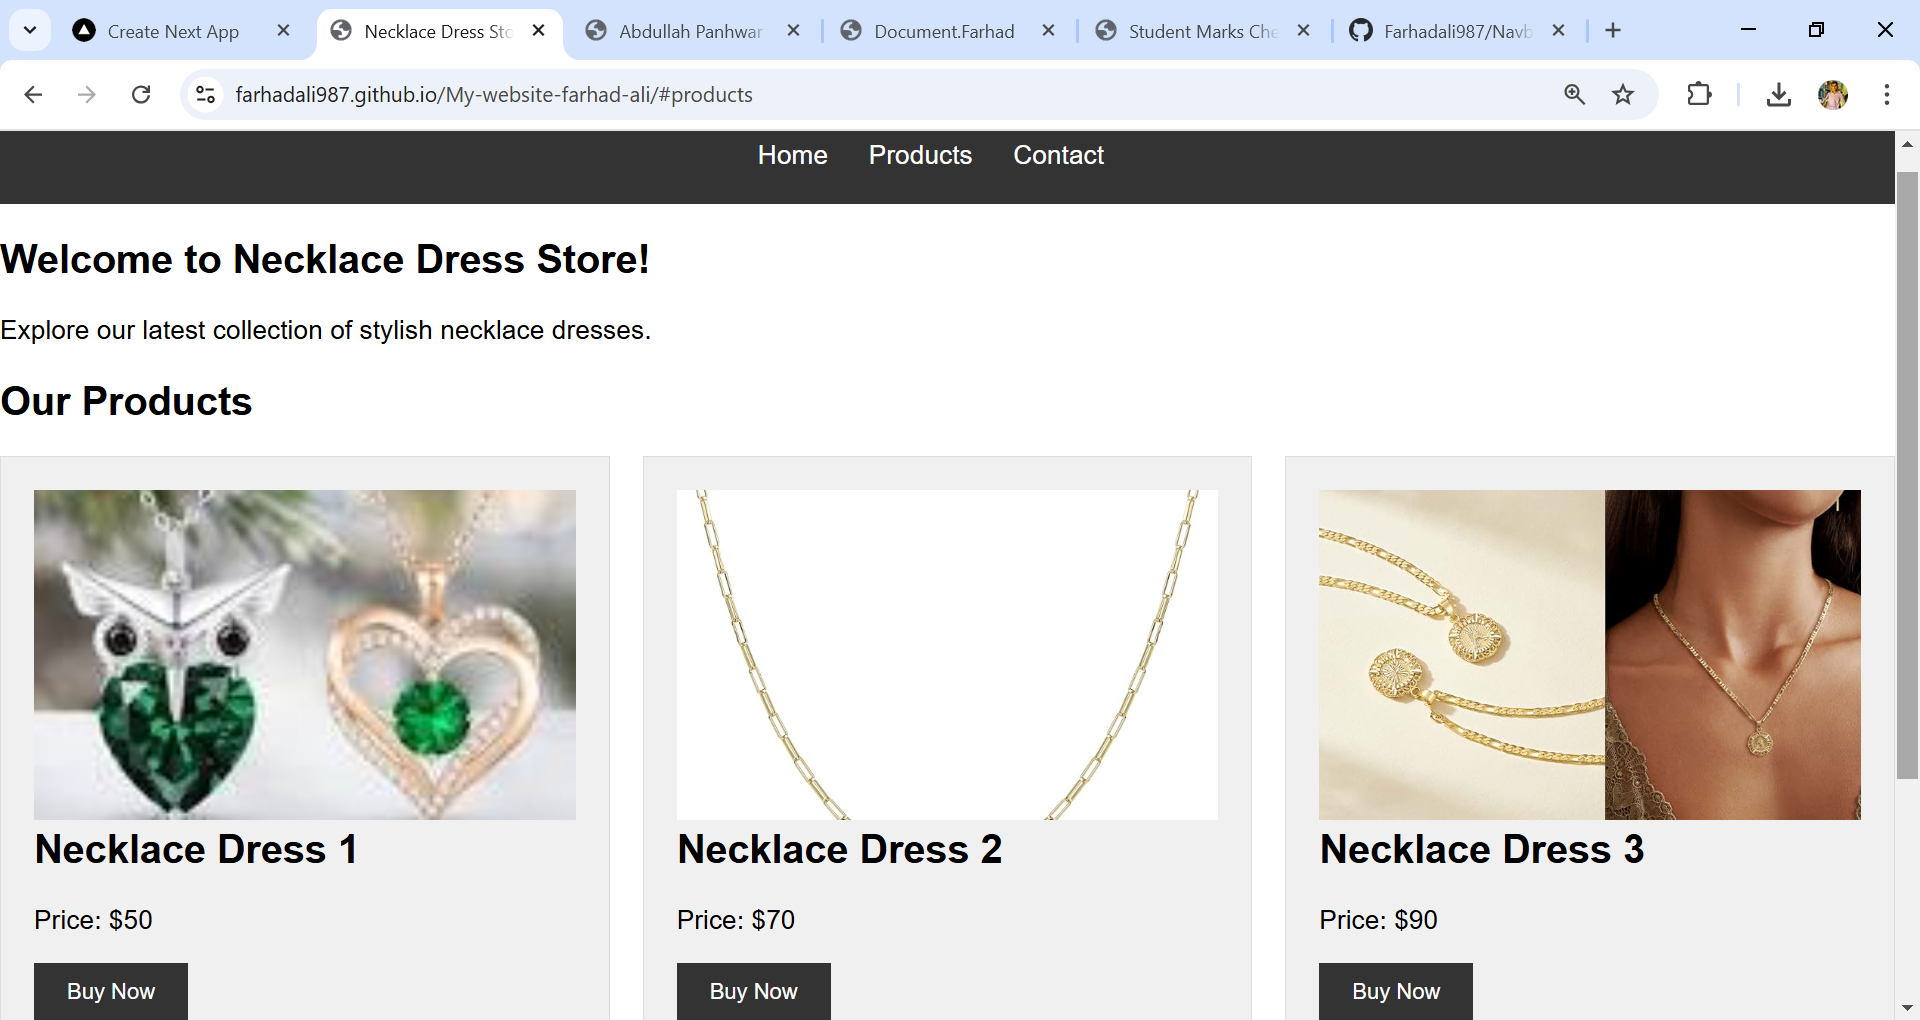 Create Next App
Necklace Dress Sto
Abdullah Panhwar
Document.Farhad
Student Marks Che
Farhadali987/Navb
farhadali987.github.io/My-website-farhad-ali/#products
Home Products Contact
Welcome to Necklace Dress Store!
Explore our latest collection of stylish necklace dresses.
Our Products
Necklace Dress 1
Price: $50
Buy Now
Necklace Dress 2
Price: $70
Buy Now
Necklace Dress 3
Price: $90
Buy Now